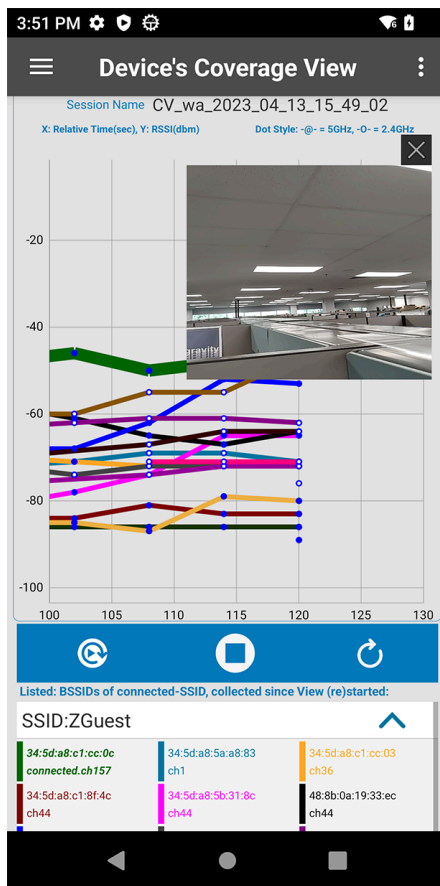 3:51 PM 6
Device's Coverage View
Session Name CV_wa_2023_04_13_15_49_02
X: Relative Time(sec), Y: RSSI(dbm) Dot Style: -@- = 5GHz, -O- = 2.4GHz
-20
-40
-60
-80
-100
100 105 110 115 120 125 130
Listed: BSSIDs of connected-SSID, collected since View (re)started:
SSID:ZGuest
34:5d:a8:c1:cc:0c 34:5d:a8:5a:a8:83 34:5d:a8:c1:cc:03
connected.ch157 ch1 ch36
34:5d:a8:c1:8f:4c 34:5d:a8:5b:31:8c 48:8b:0a:19:33:ec
ch44 ch44 ch44